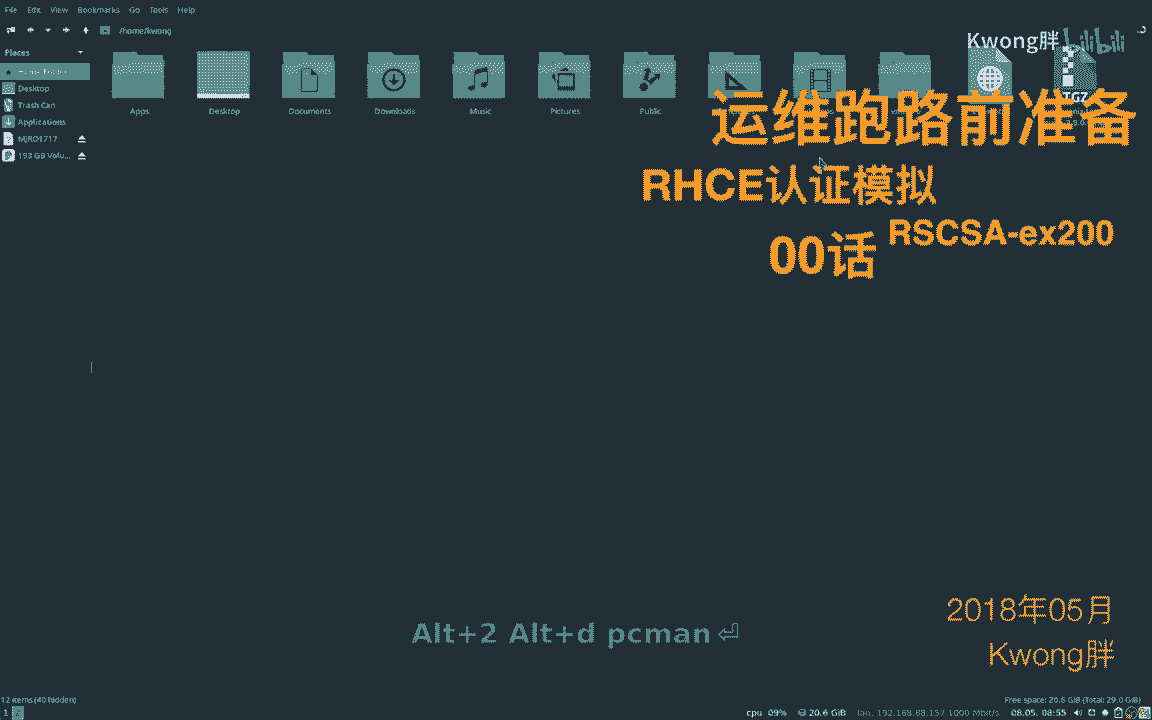 File Edit View Bookmarks Go Tools Help
/home/kwong
Kwong胖 bilibili
Places
Desktop
Trash Can
Applications
MJRO1717
193 GB Volu...
Apps Desktop Documents Downloads Music Pictures Public
TGZ
运维跑路前准备
RHCE认证模拟
RSCSA-ex200
00话
2018年05月
Kwong胖
Alt+2 Alt+d pcman
12 items (40 hidden)
Free space: 20.6 GiB (Total: 29.0 GiB)
1
cpu 09% 20.6 GiB lan: 192.168.88.157 1000 Mbit/s 08.05. 08:55